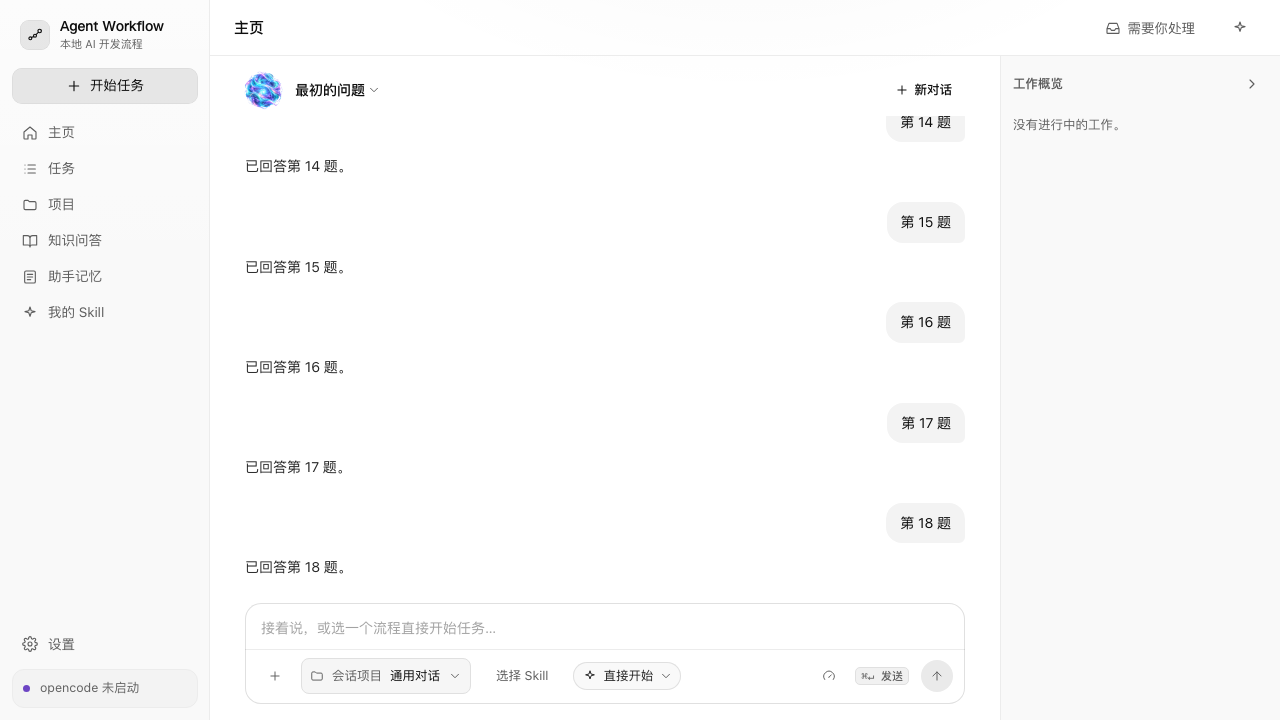 Agent Workflow
本地 AI 开发流程
开始任务
主页
任务
项目
知识问答
助手记忆
我的 Skill
设置
opencode 未启动
主页
需要你处理
最初的问题
新对话
第 14 题
已回答第 14 题。
第 15 题
已回答第 15 题。
第 16 题
已回答第 16 题。
第 17 题
已回答第 17 题。
第 18 题
已回答第 18 题。
接着说，或选一个流程直接开始任务...
会话项目 通用对话 选择 Skill 直接开始 ⌘↵ 发送
工作概览
没有进行中的工作。